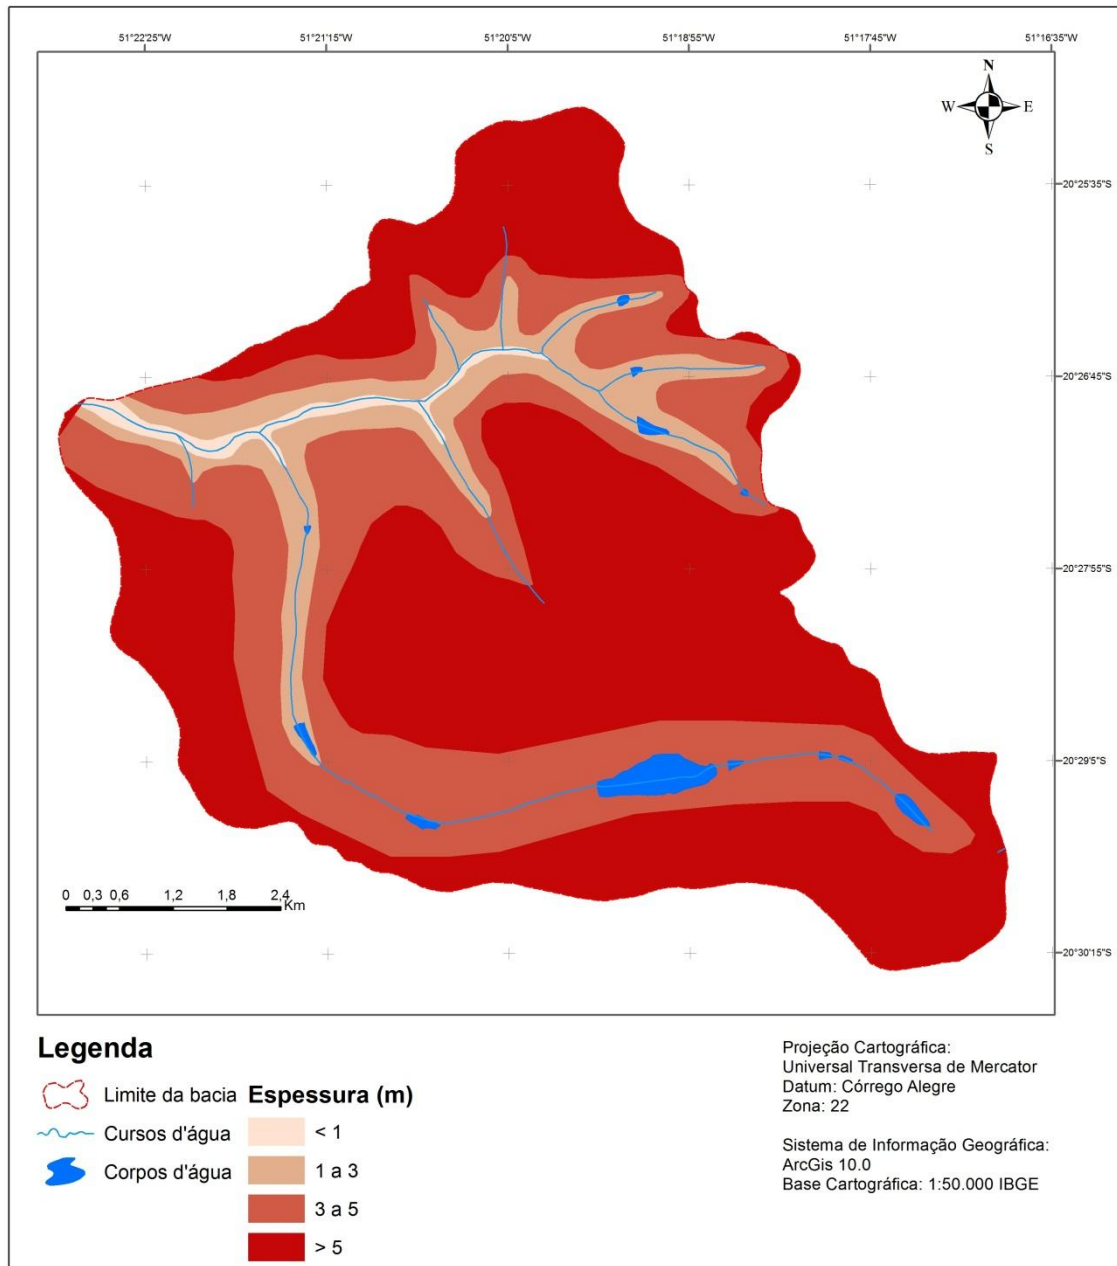 51°22'25"W 51°21'15"W 51°20'5"W 51°18'55"W 51°17'45"W 51°16'35"W
N
W E
S
20°25'35"S
20°26'45"S
20°27'55"S
20°29'5"S
20°30'15"S
0 0,3 0,6 1,2 1,8 2,4
Km
Legenda
Limite da bacia
Cursos d'água
Corpos d'água
Espessura (m)
< 1
1 a 3
3 a 5
> 5
Projeção Cartográfica:
Universal Transversa de Mercator
Datum: Córrego Alegre
Zona: 22
Sistema de Informação Geográfica:
ArcGis 10.0
Base Cartográfica: 1:50.000 IBGE